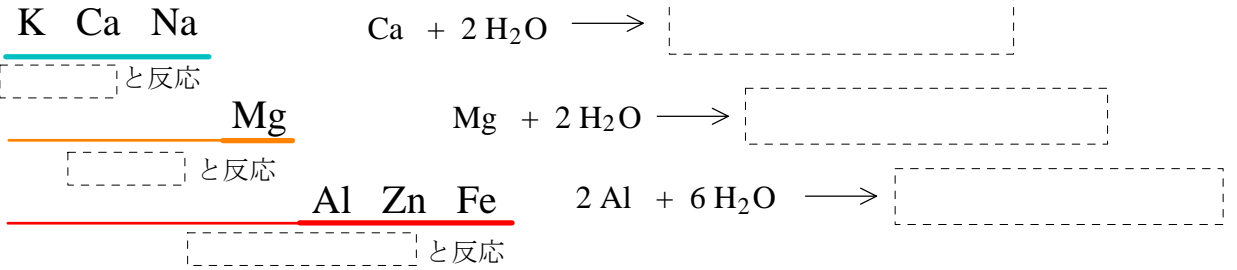 K Ca Na
Ca + 2 H₂O ⟶
と反応
Mg
Mg + 2 H₂O ⟶
と反応
Al Zn Fe
2 Al + 6 H₂O ⟶
と反応